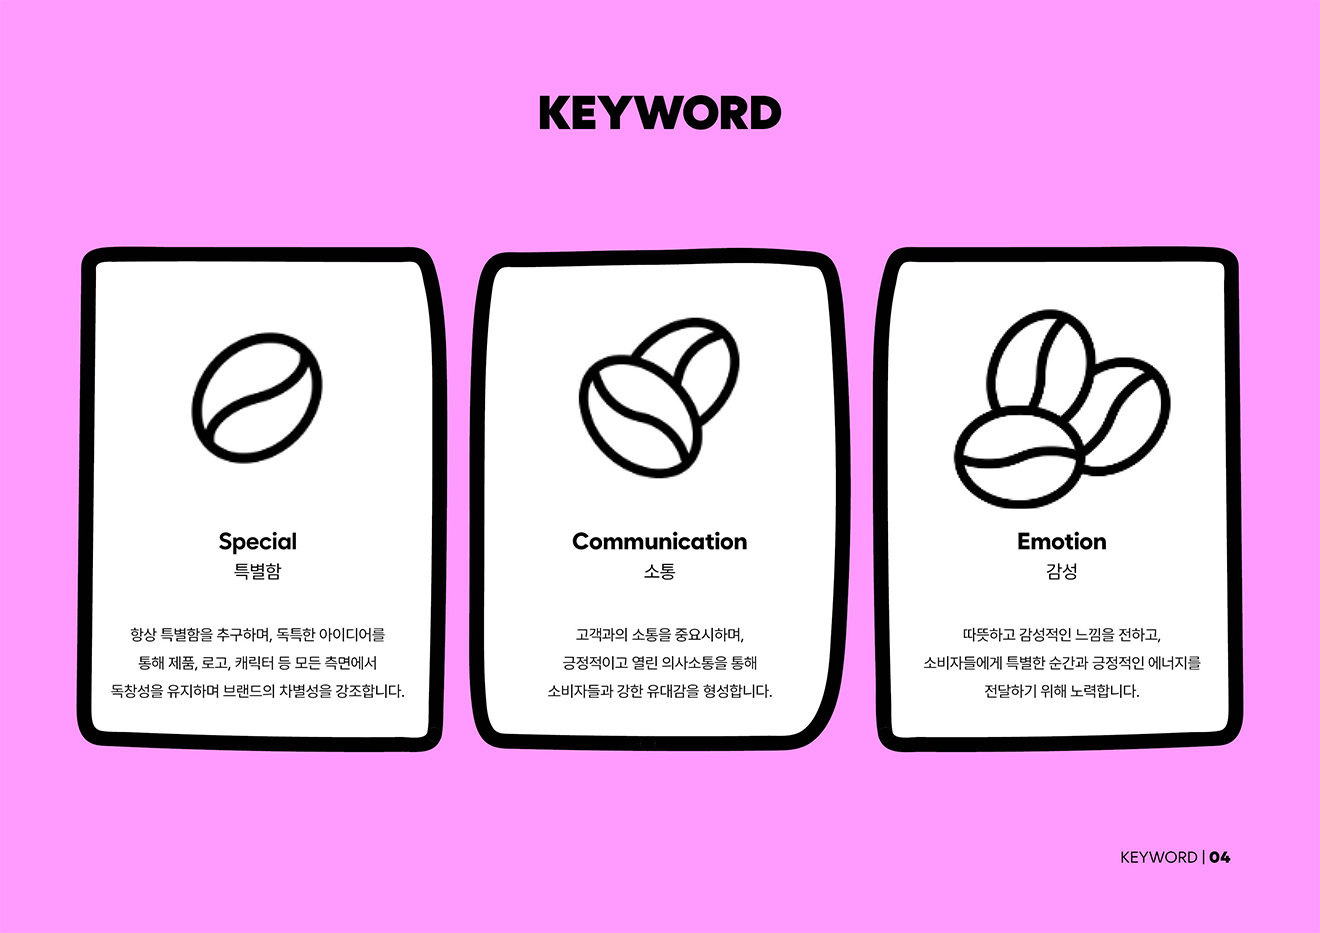 KEYWORD
Special
특별함
항상 특별함을 추구하며, 독특한 아이디어를
통해 제품, 로고, 캐릭터 등 모든 측면에서
독창성을 유지하며 브랜드의 차별성을 강조합니다.
Communication
소통
고객과의 소통을 중요시하며,
긍정적이고 열린 의사소통을 통해
소비자들과 강한 유대감을 형성합니다.
Emotion
감성
따뜻하고 감성적인 느낌을 전하고,
소비자들에게 특별한 순간과 긍정적인 에너지를
전달하기 위해 노력합니다.
KEYWORD | 04